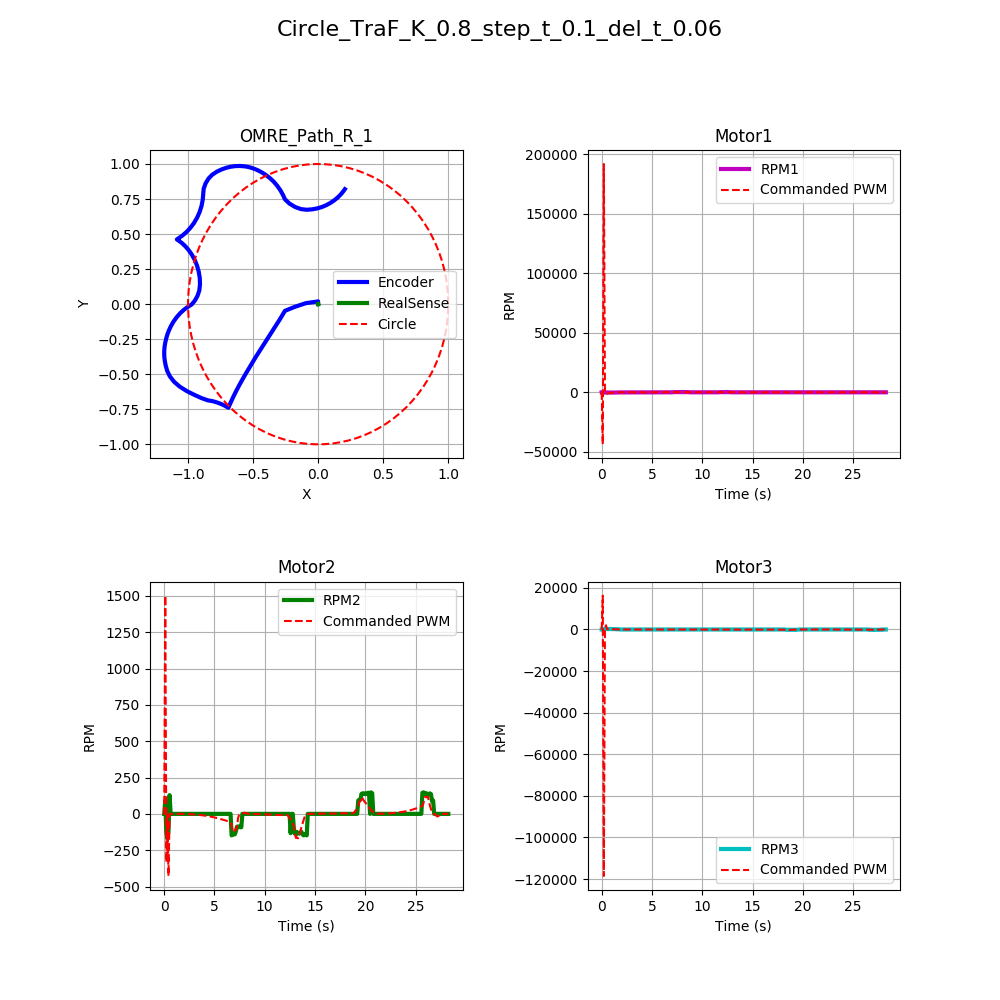 Circle_TraF_K_0.8_step_t_0.1_del_t_0.06
OMRE_Path_R_1
1.00
0.75
0.50
0.25
0.00
−0.25
−0.50
−0.75
−1.00
Y
Encoder
RealSense
Circle
−1.0 −0.5 0.0 0.5 1.0
X
Motor1
200000
150000
100000
50000
0
−50000
RPM
RPM1
Commanded PWM
0 5 10 15 20 25
Time (s)
Motor2
1500
1250
1000
750
500
250
0
−250
−500
RPM
RPM2
Commanded PWM
0 5 10 15 20 25
Time (s)
Motor3
20000
0
−20000
−40000
−60000
−80000
−100000
−120000
RPM
RPM3
Commanded PWM
0 5 10 15 20 25
Time (s)